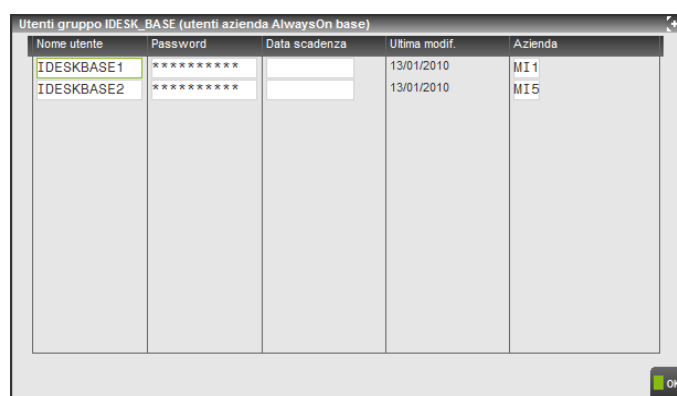 Utenti gruppo IDESK_BASE (utenti azienda AlwaysOn base)
Nome utente Password Data scadenza Ultima modif. Azienda
IDESKBASE1 ********** 13/01/2010 MI1
IDESKBASE2 ********** 13/01/2010 MI5
OK